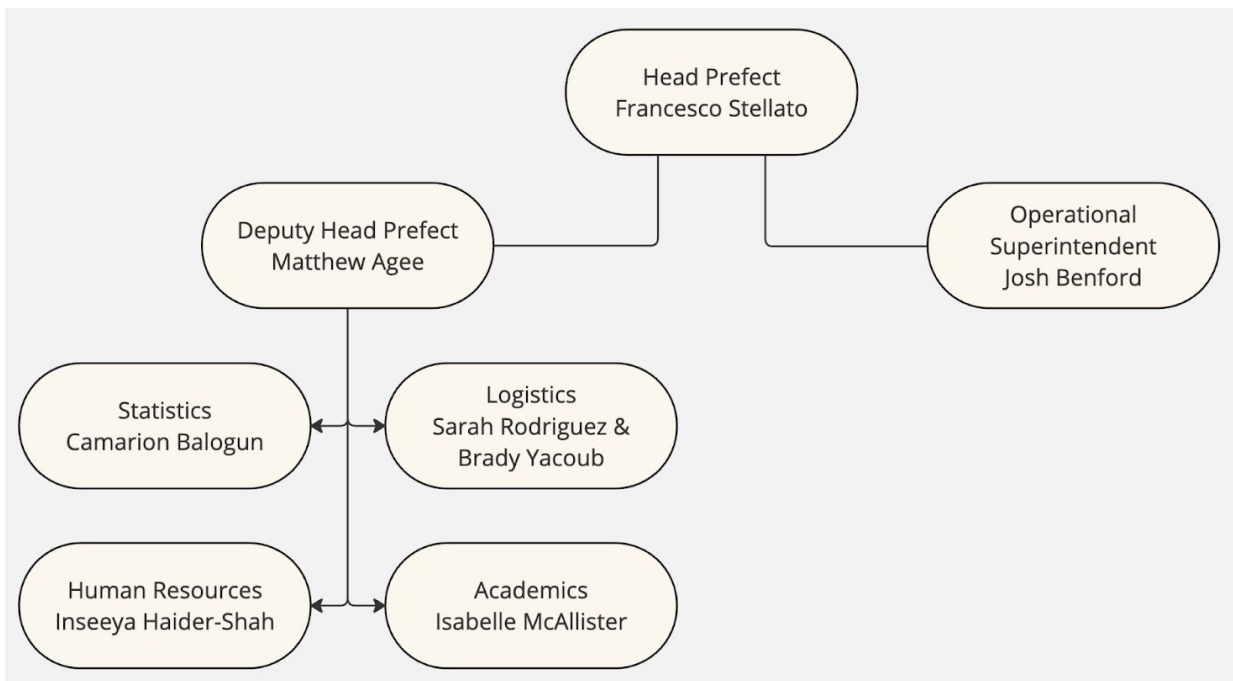 Head Prefect
Francesco Stellato
Deputy Head Prefect
Matthew Agee
Operational
Superintendent
Josh Benford
Statistics
Camarion Balogun
Logistics
Sarah Rodriguez &
Brady Yacoub
Human Resources
Inseeya Haider-Shah
Academics
Isabelle McAllister